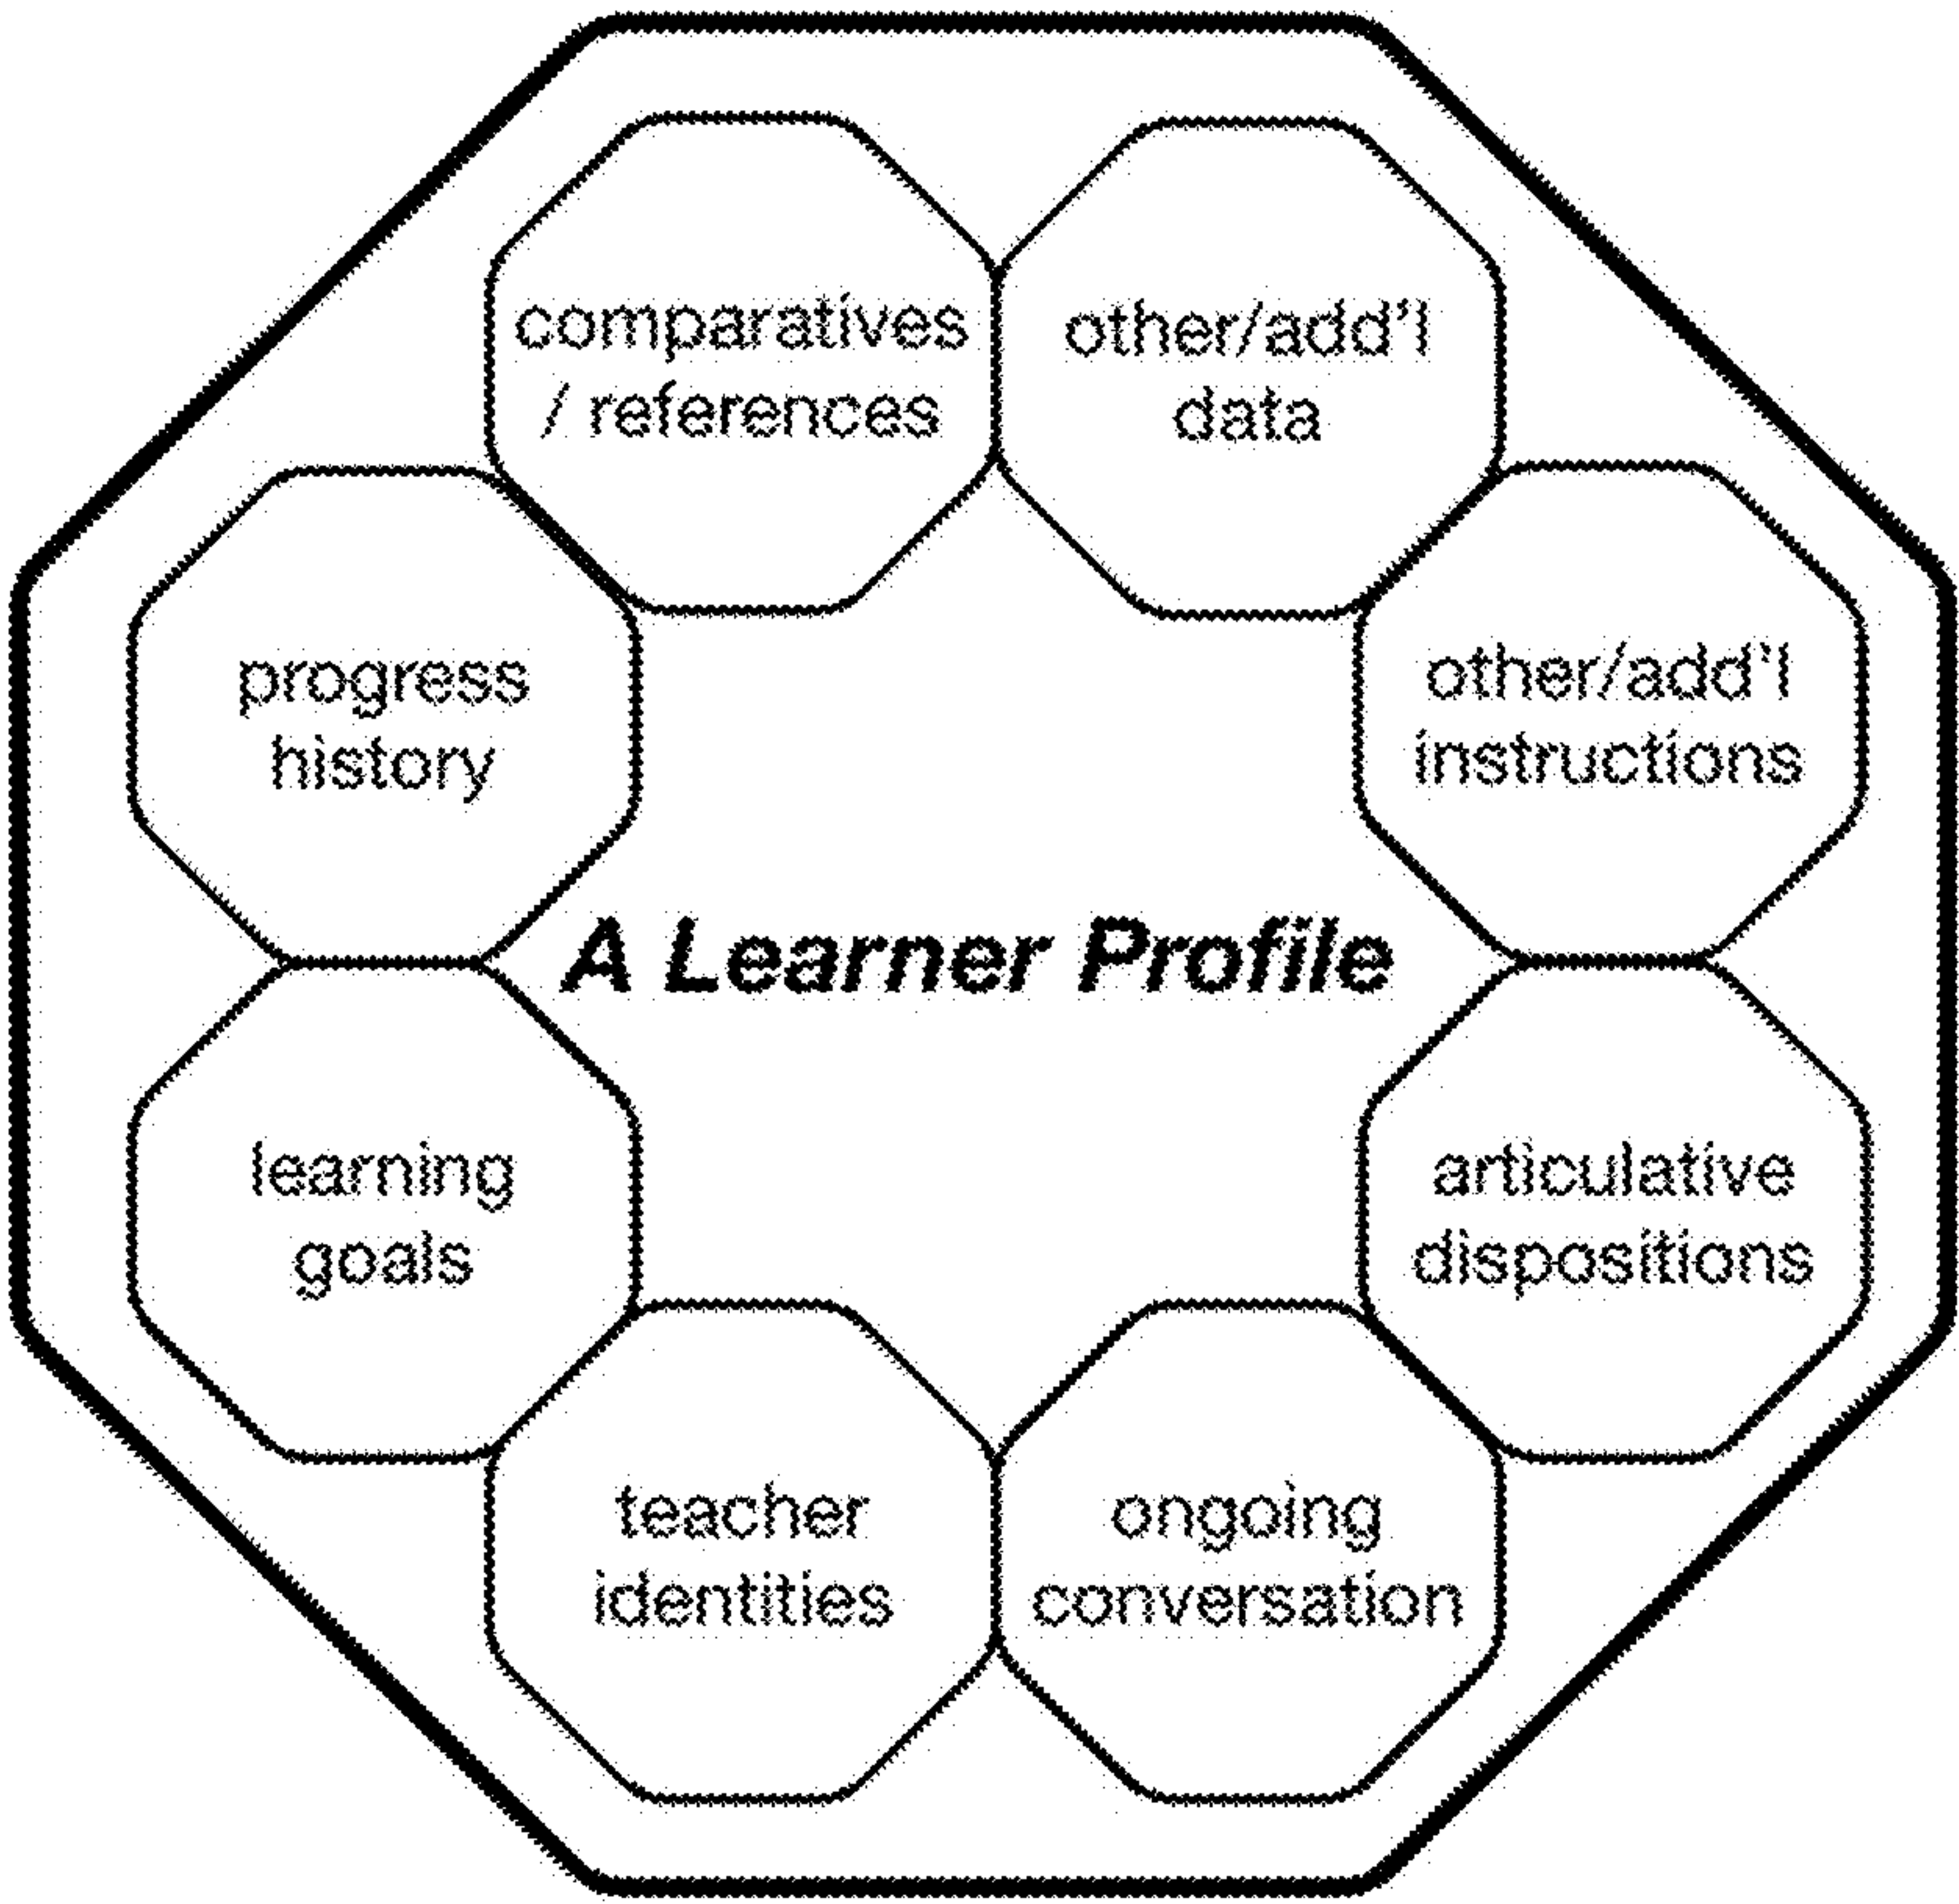 comparatives
/ references
other/add'l
data
progress
history
other/add'l
instructions
A Learner Profile
learning
goals
articulative
dispositions
teacher
identities
ongoing
conversation